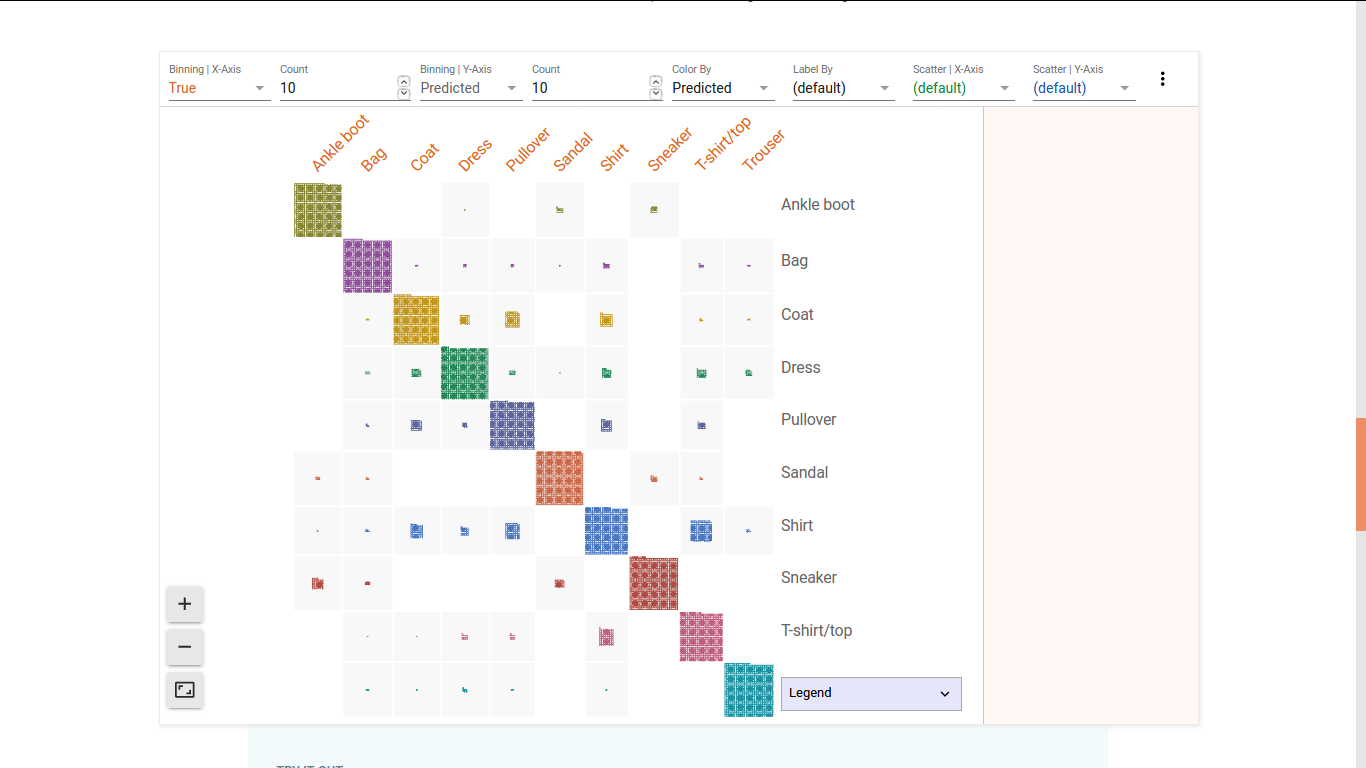 Binning | X-Axis
True
Count
10
Binning | Y-Axis
Predicted
Count
10
Color By
Predicted
Label By
(default)
Scatter | X-Axis
(default)
Scatter | Y-Axis
(default)
Ankle boot
Bag
Coat
Dress
Pullover
Sandal
Shirt
Sneaker
T-shirt/top
Trouser
Ankle boot
Bag
Coat
Dress
Pullover
Sandal
Shirt
Sneaker
T-shirt/top
Legend